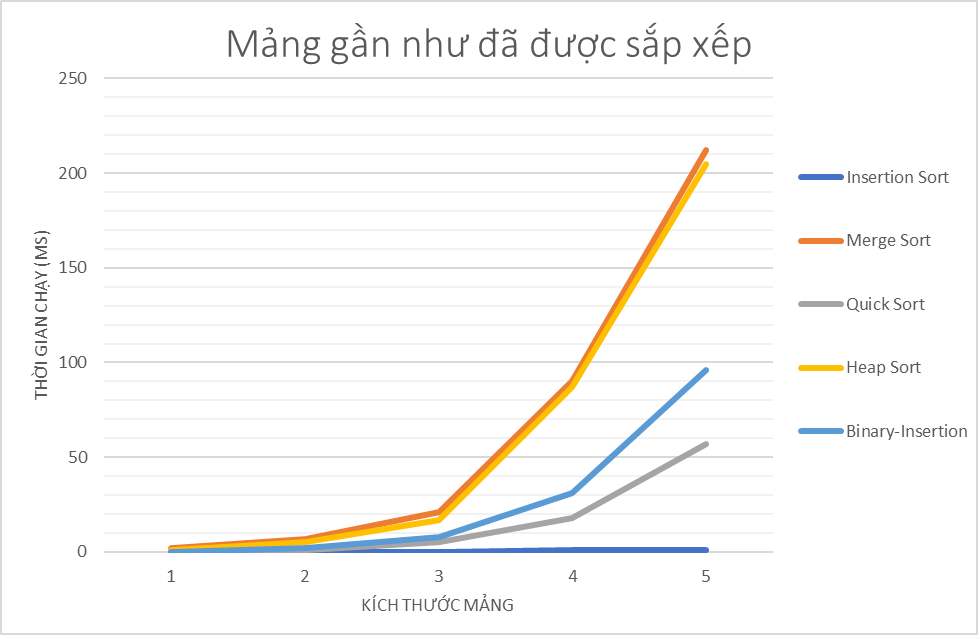 Mảng gần như đã được sắp xếp
250
200
150
100
50
0
THỜI GIAN CHẠY (MS)
1 2 3 4 5
KÍCH THƯỚC MẢNG
Insertion Sort
Merge Sort
Quick Sort
Heap Sort
Binary-Insertion